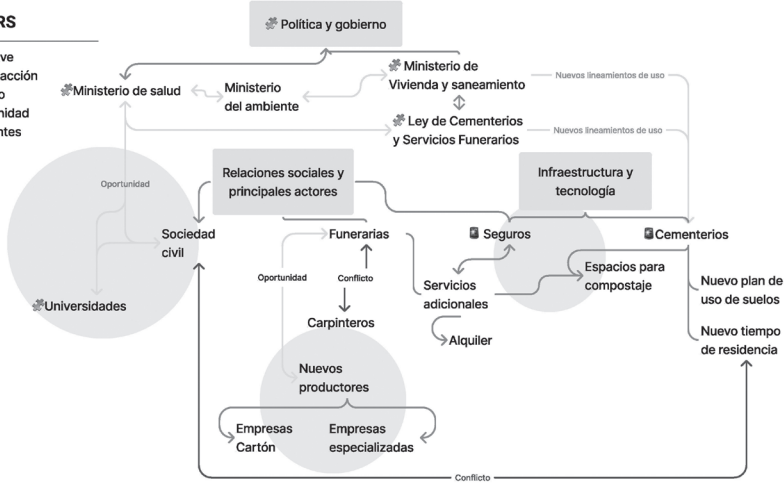 RS
ve
acción
o
nidad
ntes
Política y gobierno
Ministerio de salud
Ministerio
del ambiente
Ministerio de
Vivienda y saneamiento
Nuevos lineamientos de uso
Ley de Cementerios
y Servicios Funerarios
Nuevos lineamientos de uso
Oportunidad
Relaciones sociales y
principales actores
Infraestructura y
tecnología
Sociedad
civil
Funerarias
Seguros
Cementerios
Universidades
Oportunidad
Conflicto
Servicios
adicionales
Espacios para
compostaje
Nuevo plan de
uso de suelos
Carpinteros
Alquiler
Nuevo tiempo
de residencia
Nuevos
productores
Empresas
Cartón
Empresas
especializadas
Conflicto